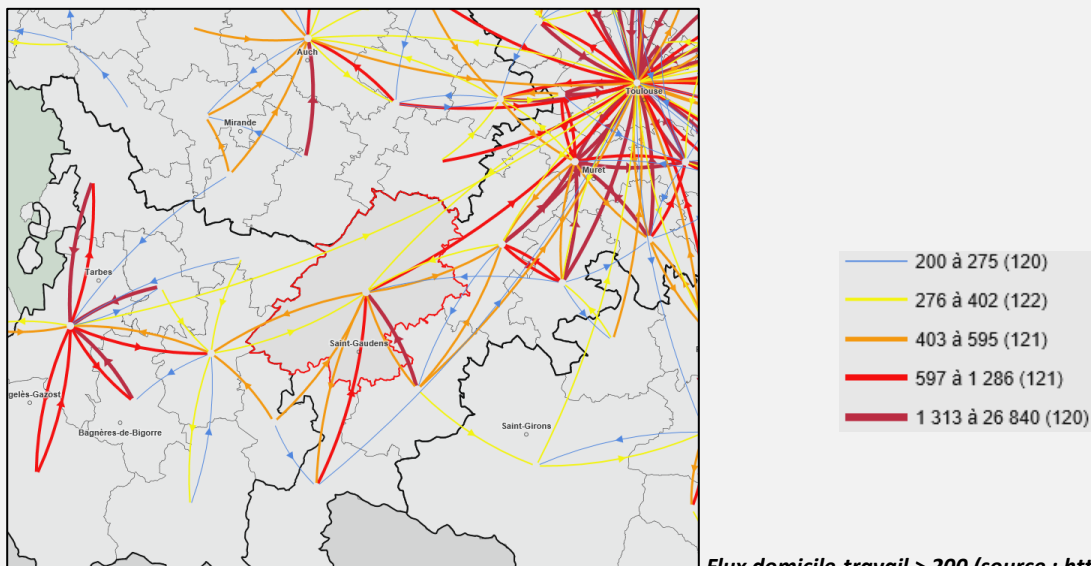 Auch
Toulouse
Mirande
Muret
Tarbes
Saint-Gaudens
gelès-Gazost
Bagnères-de-Bigorre
Saint-Girons
200 à 275 (120)
276 à 402 (122)
403 à 595 (121)
597 à 1 286 (121)
1 313 à 26 840 (120)
Flux domicile-travail > 200 (source : htt